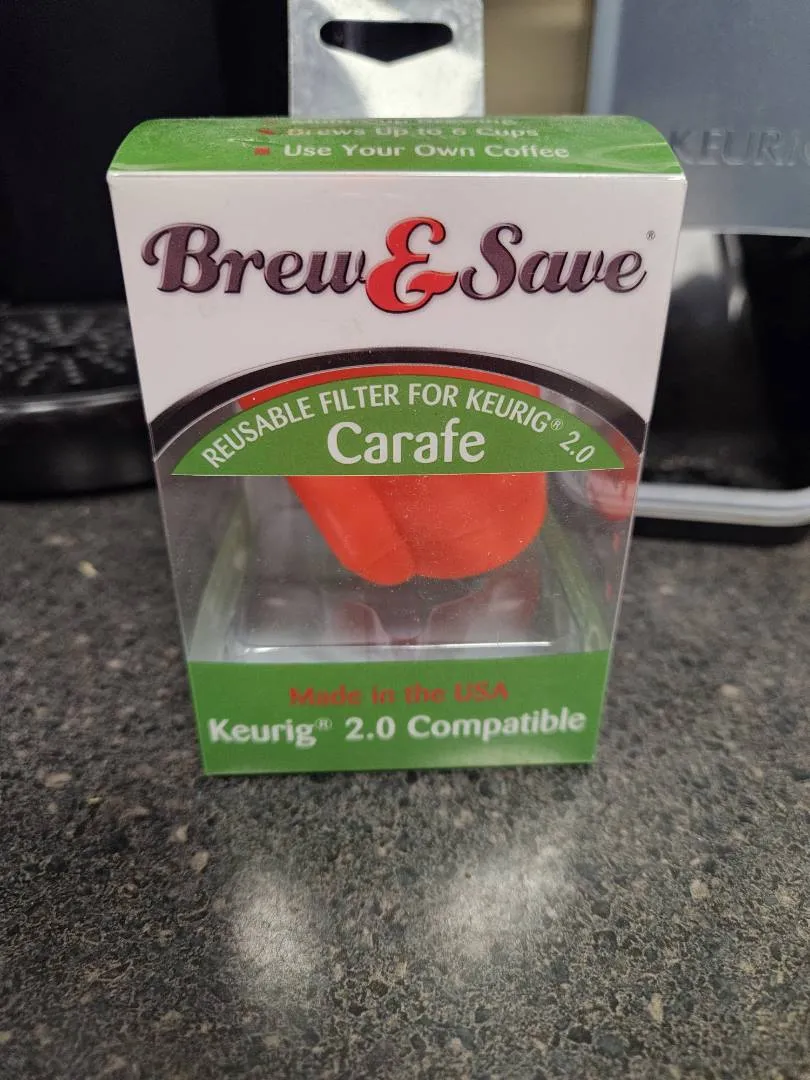 Brews Up to 6 Cups
Use Your Own Coffee
KEURIG
Brew & Save®
REUSABLE FILTER FOR KEURIG® 2.0
Carafe
Made in the USA
Keurig® 2.0 Compatible